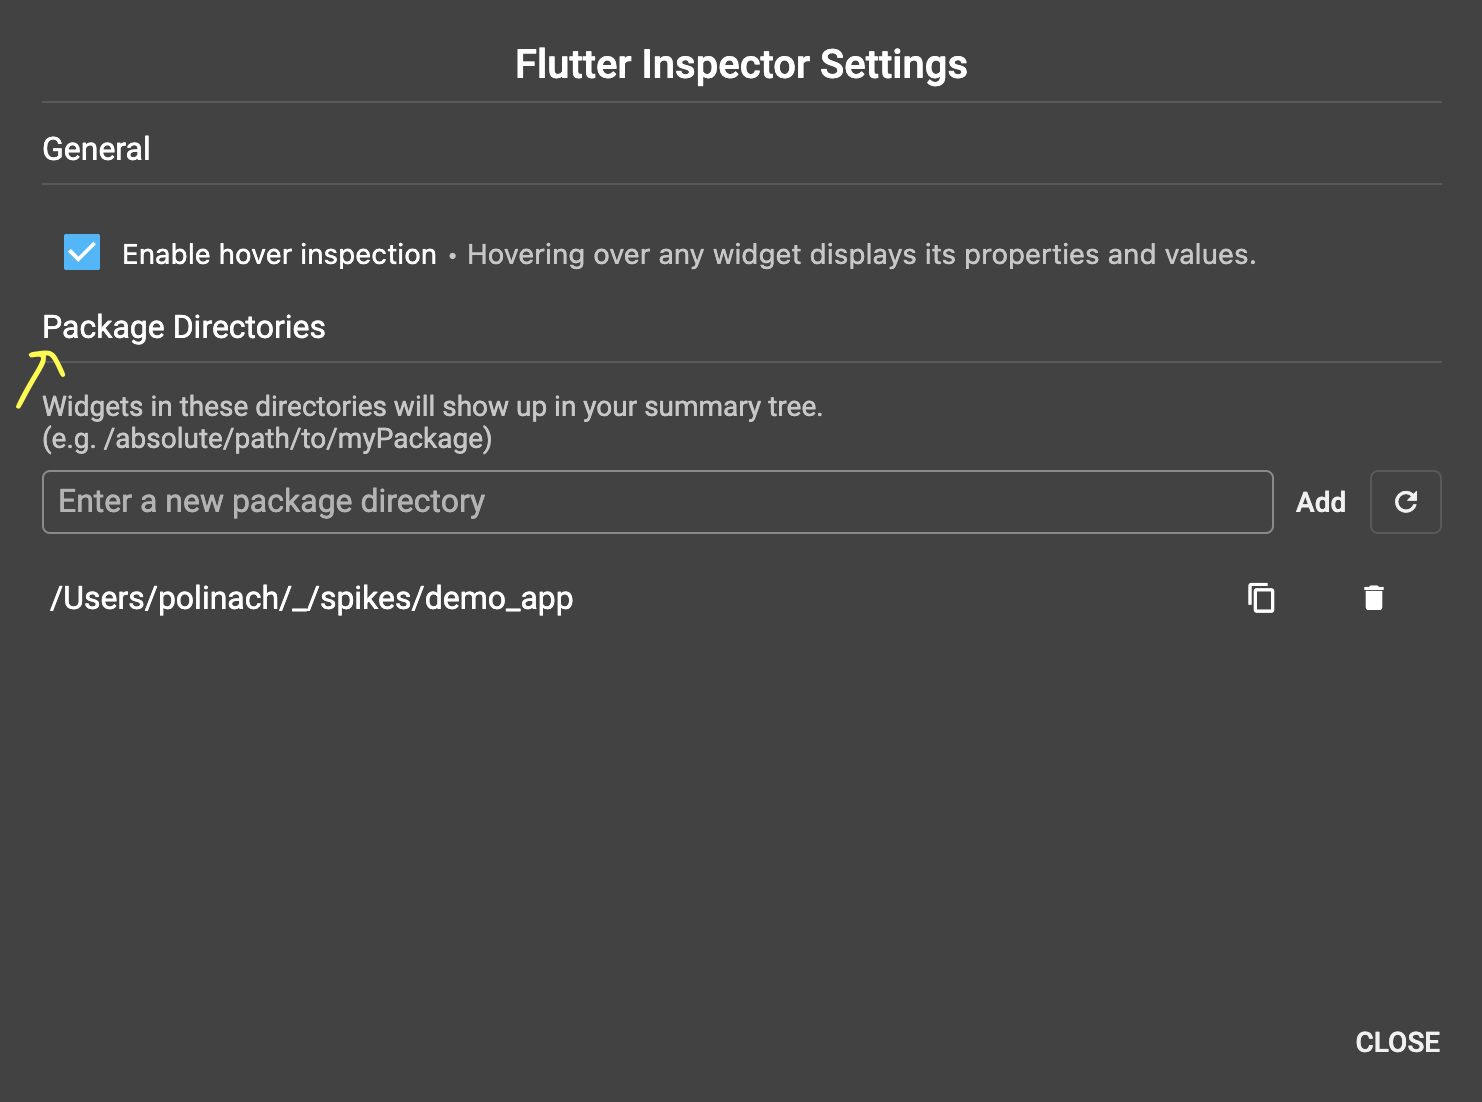 Flutter Inspector Settings
General
Enable hover inspection • Hovering over any widget displays its properties and values.
Package Directories
Widgets in these directories will show up in your summary tree.
(e.g. /absolute/path/to/myPackage)
Enter a new package directory
Add
/Users/polinach/_/spikes/demo_app
CLOSE